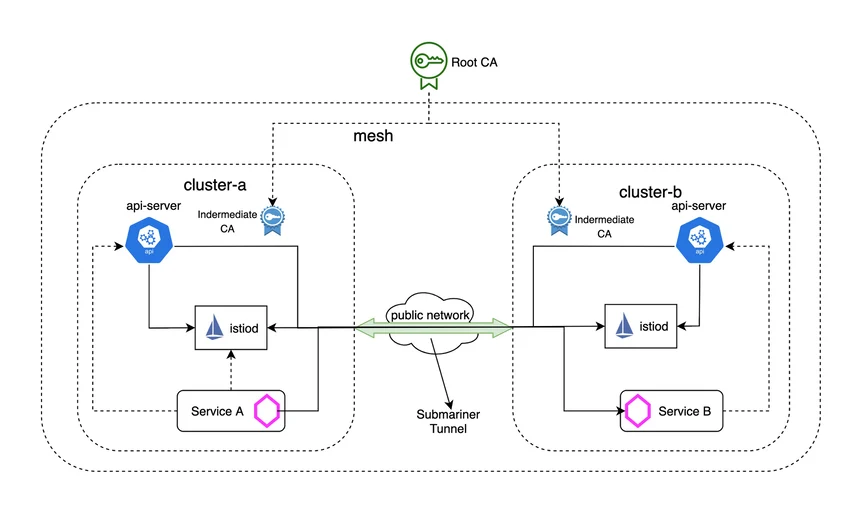 Root CA
mesh
cluster-a
cluster-b
api-server
api-server
Indermediate
CA
Indermediate
CA
api
api
public network
istiod
istiod
Service A
Service B
Submariner
Tunnel